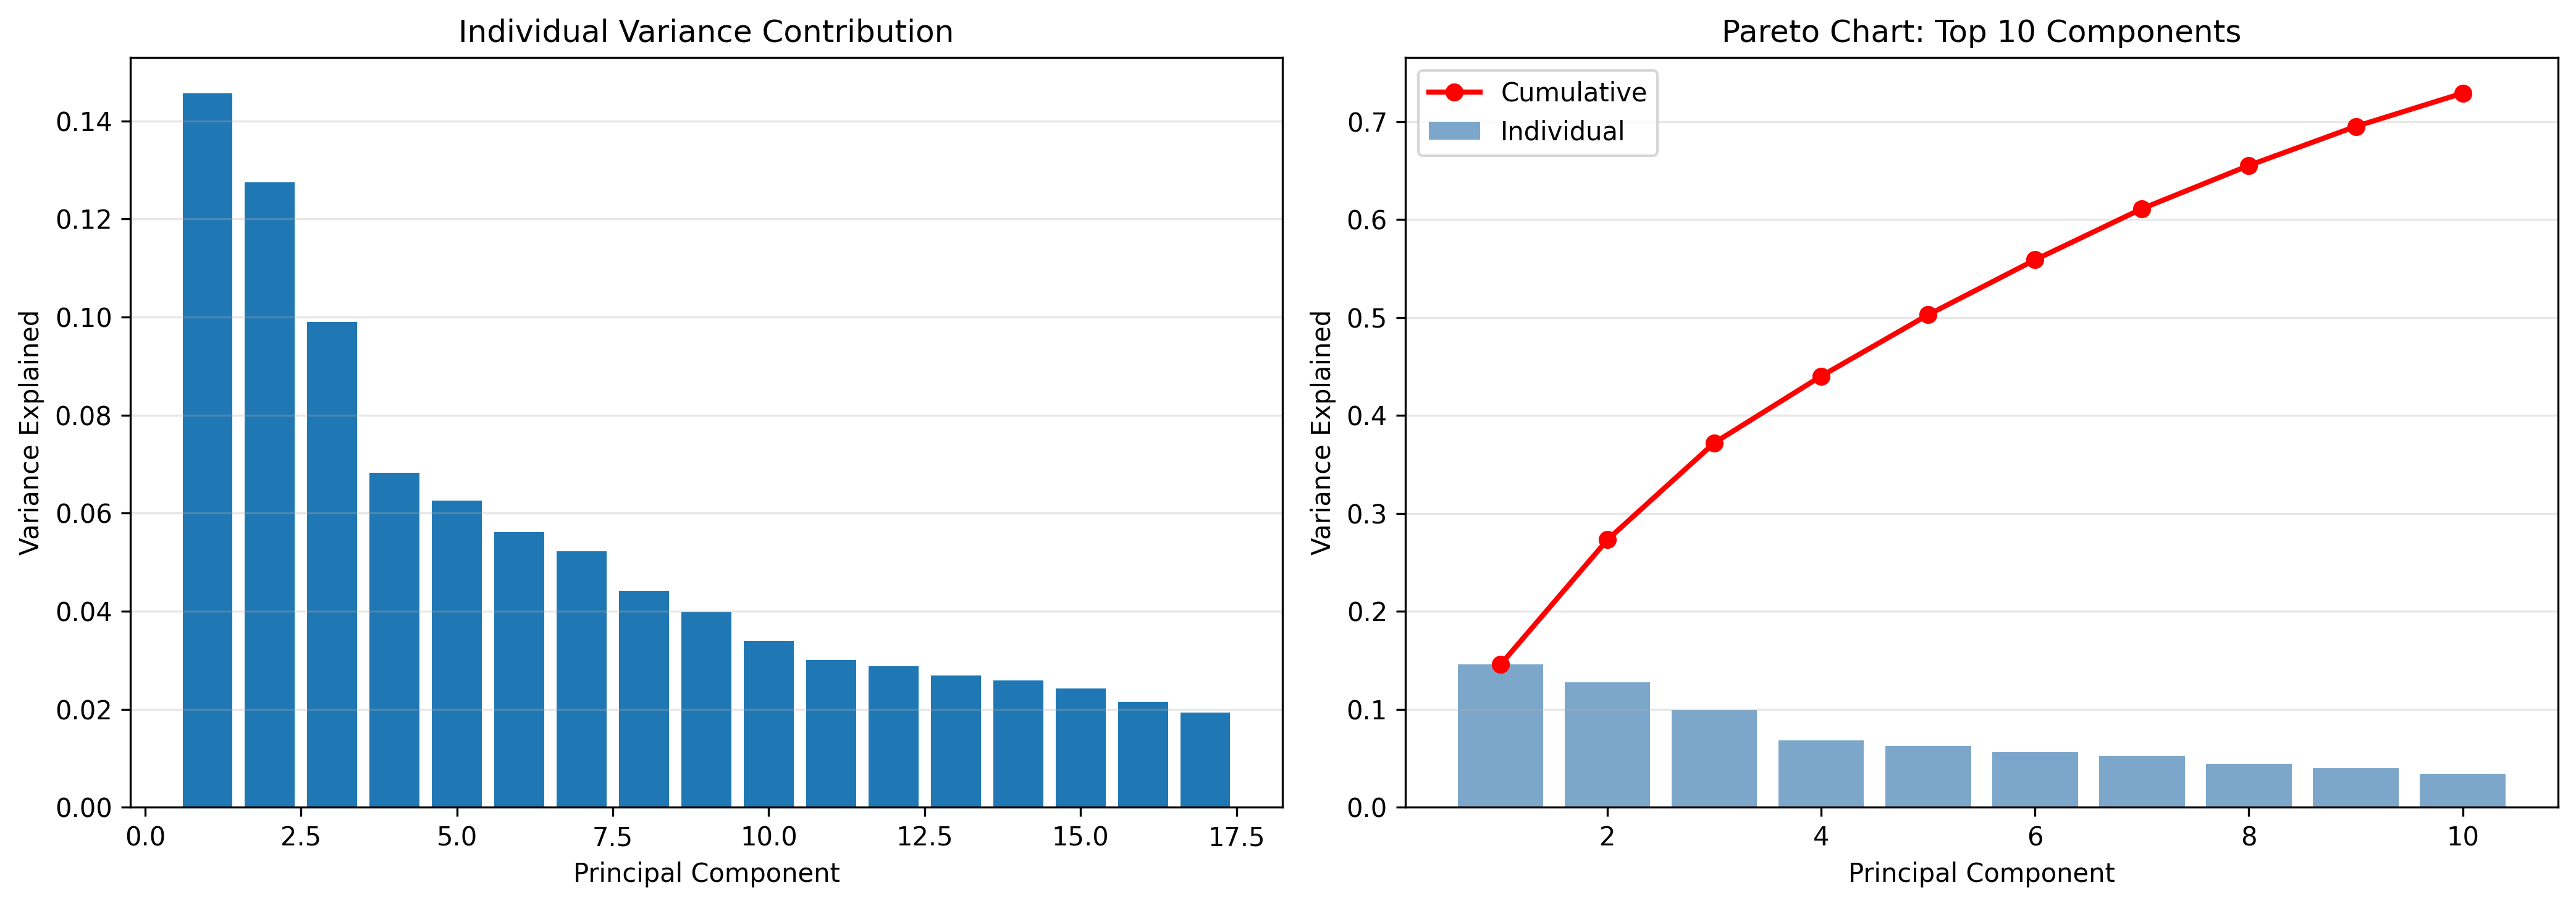 Individual Variance Contribution
0.14
0.12
0.10
0.08
0.06
0.04
0.02
0.00
Variance Explained
0.0 2.5 5.0 7.5 10.0 12.5 15.0 17.5
Principal Component
Pareto Chart: Top 10 Components
Cumulative
Individual
0.7
0.6
0.5
0.4
0.3
0.2
0.1
0.0
Variance Explained
2 4 6 8 10
Principal Component